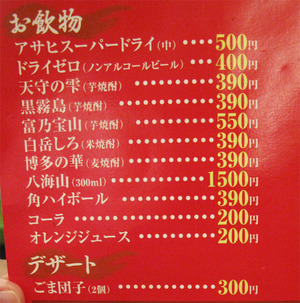 お飲物
アサヒスーパードライ(中)••••••500円
ドライゼロ(ノンアルコールビール)••••400円
天守の雫(芋焼酎)••••••••••390円
黒霧島(芋焼酎)••••••••••390円
富乃宝山(芋焼酎)••••••••••550円
白岳しろ(米焼酎)••••••••••390円
博多の華(麦焼酎)••••••••••390円
八海山(300ml)••••••••••1500円
角ハイボール••••••••••390円
コーラ••••••••••••••200円
オレンジジュース••••••••200円
デザート
ごま団子(2個)••••••••••300円